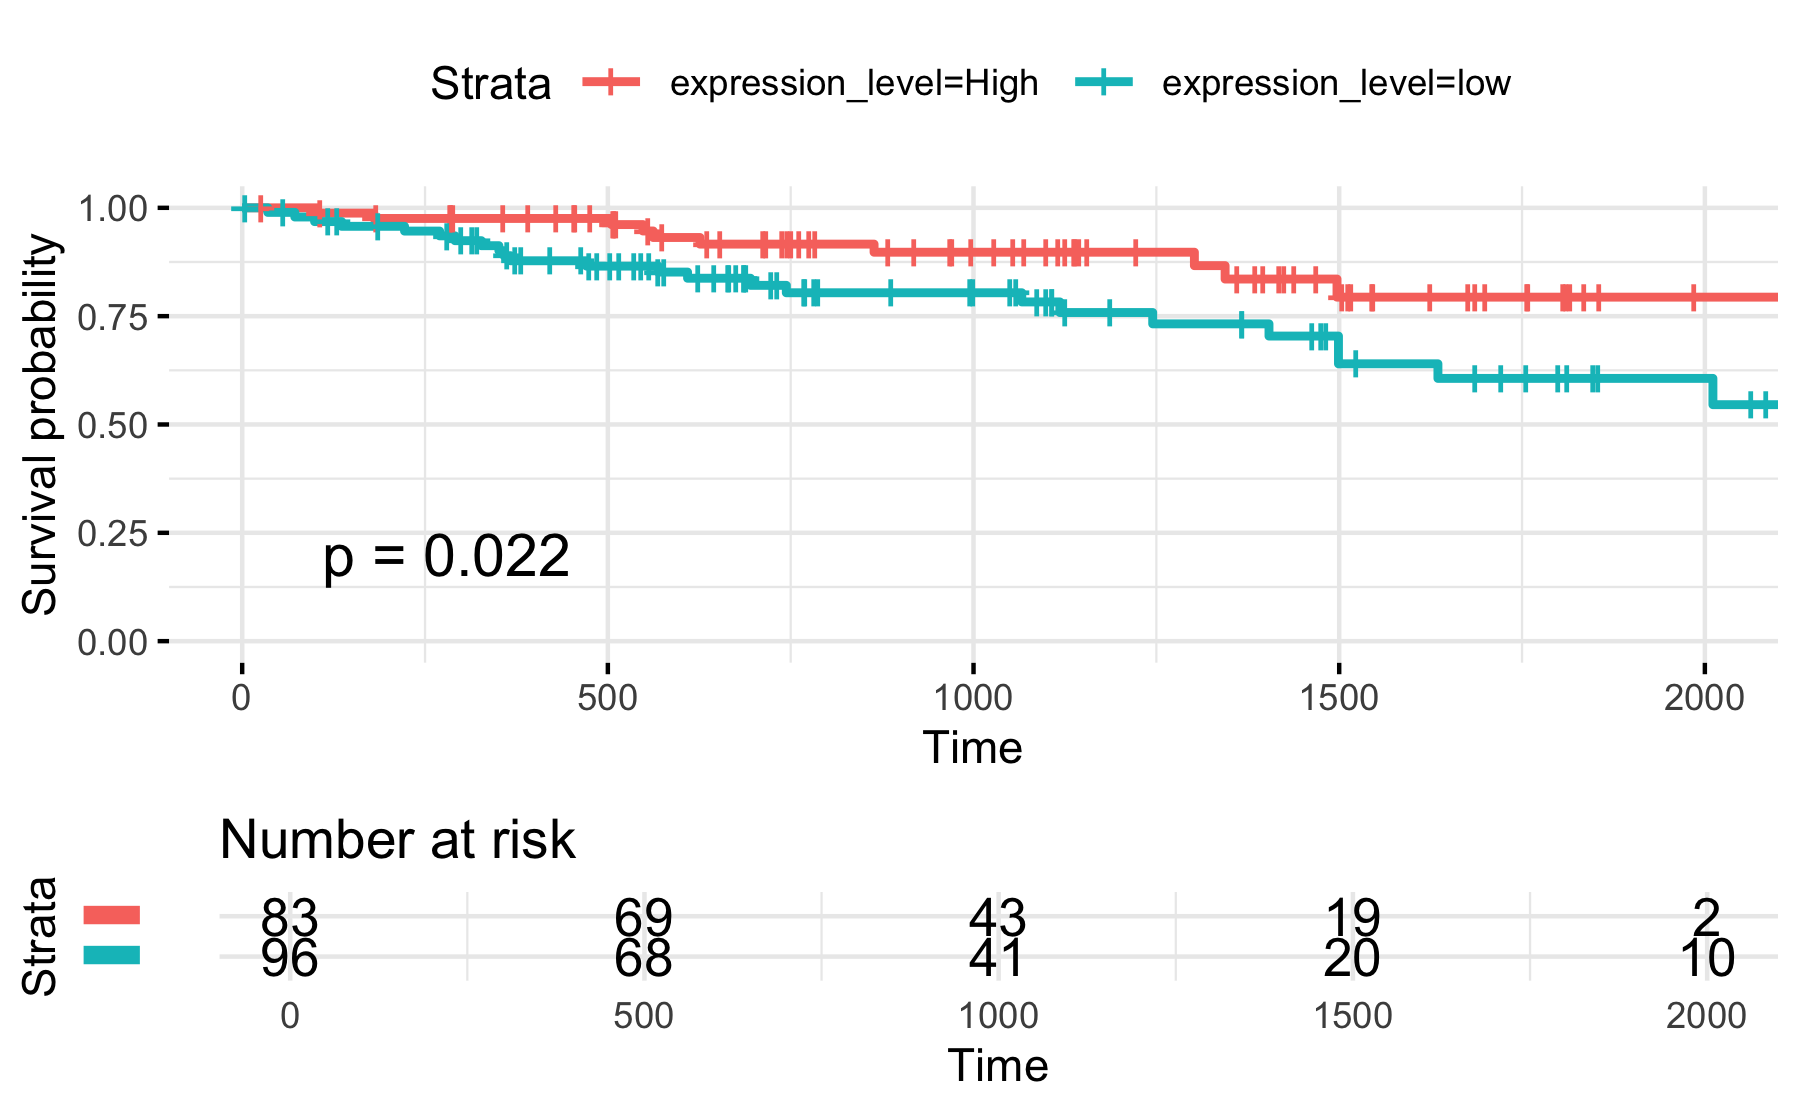 Strata expression_level=High expression_level=low
Survival probability
1.00
0.75
0.50
0.25
0.00
p = 0.022
0 500 1000 1500 2000
Time
Number at risk
Strata
83 69 43 19 2
96 68 41 20 10
0 500 1000 1500 2000
Time